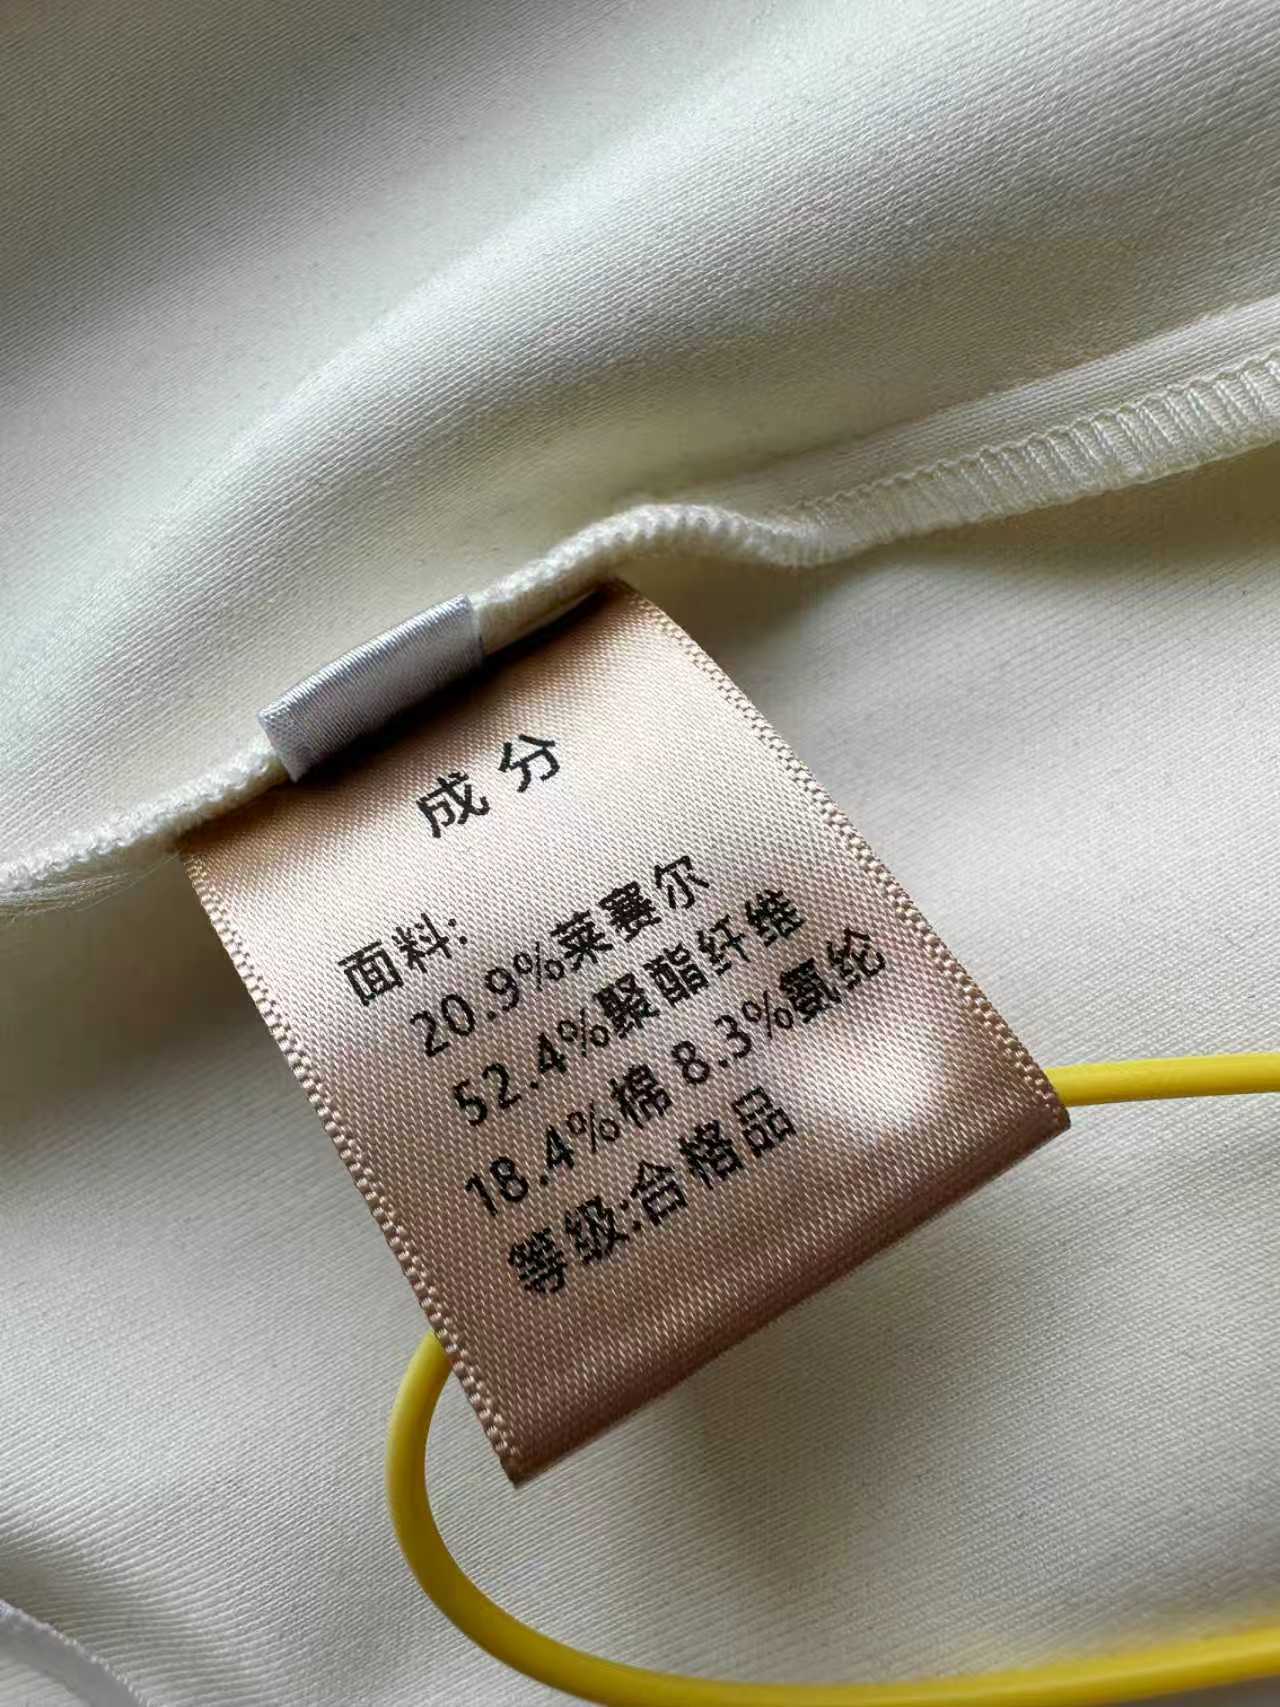 成分
面料:
20.9%莱赛尔
52.4%聚酯纤维
18.4%棉 8.3%氨纶
等级:合格品